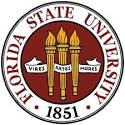 FLORIDA STATE UNIVERSITY
VIRES ARTES MORES
· 1851 ·